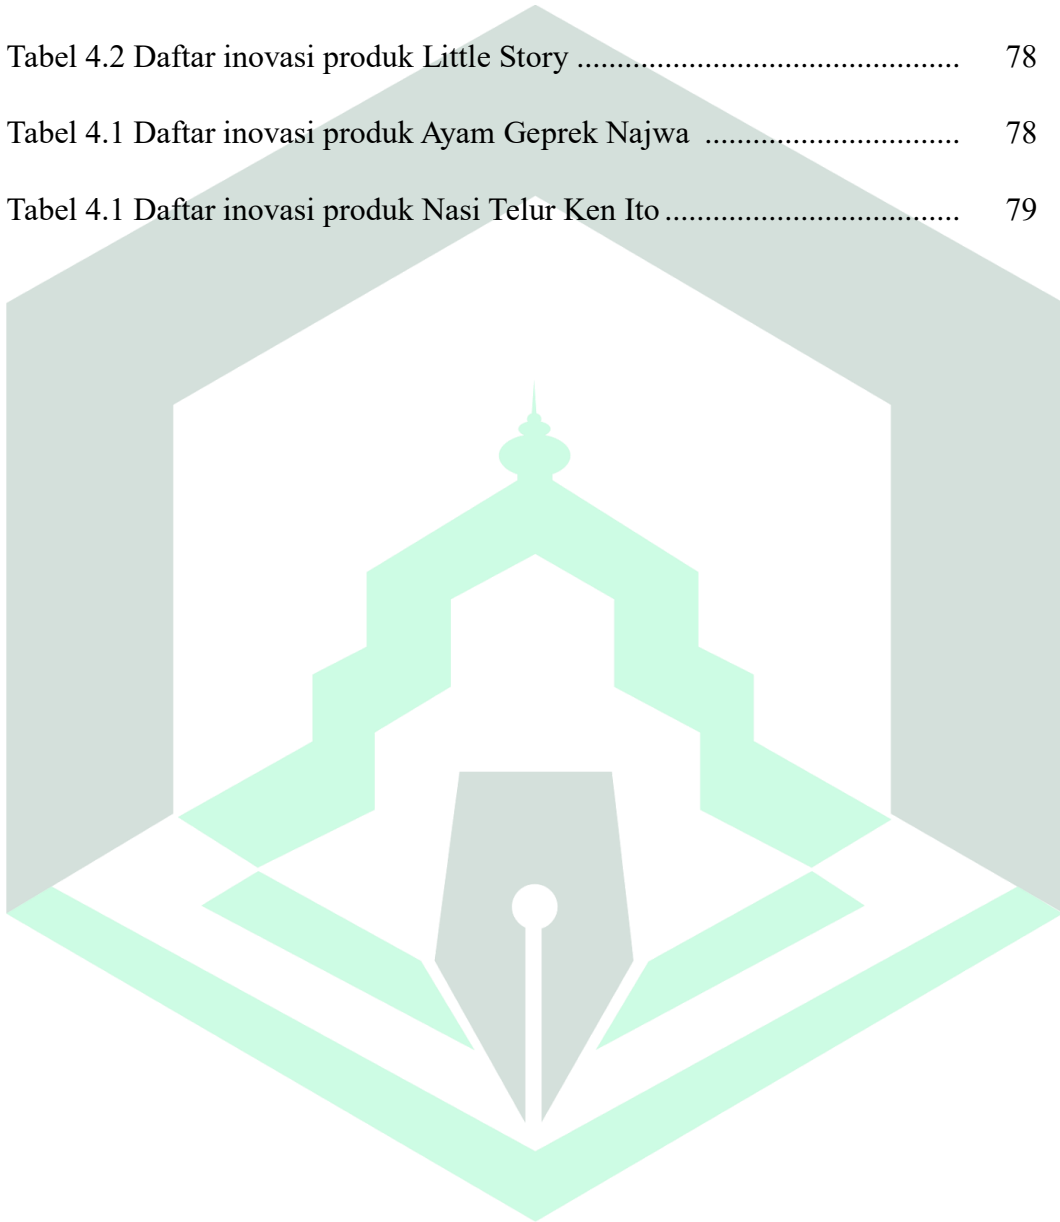 Tabel 4.2 Daftar inovasi produk Little Story ................................................ 78
Tabel 4.1 Daftar inovasi produk Ayam Geprek Najwa ................................ 78
Tabel 4.1 Daftar inovasi produk Nasi Telur Ken Ito ..................................... 79